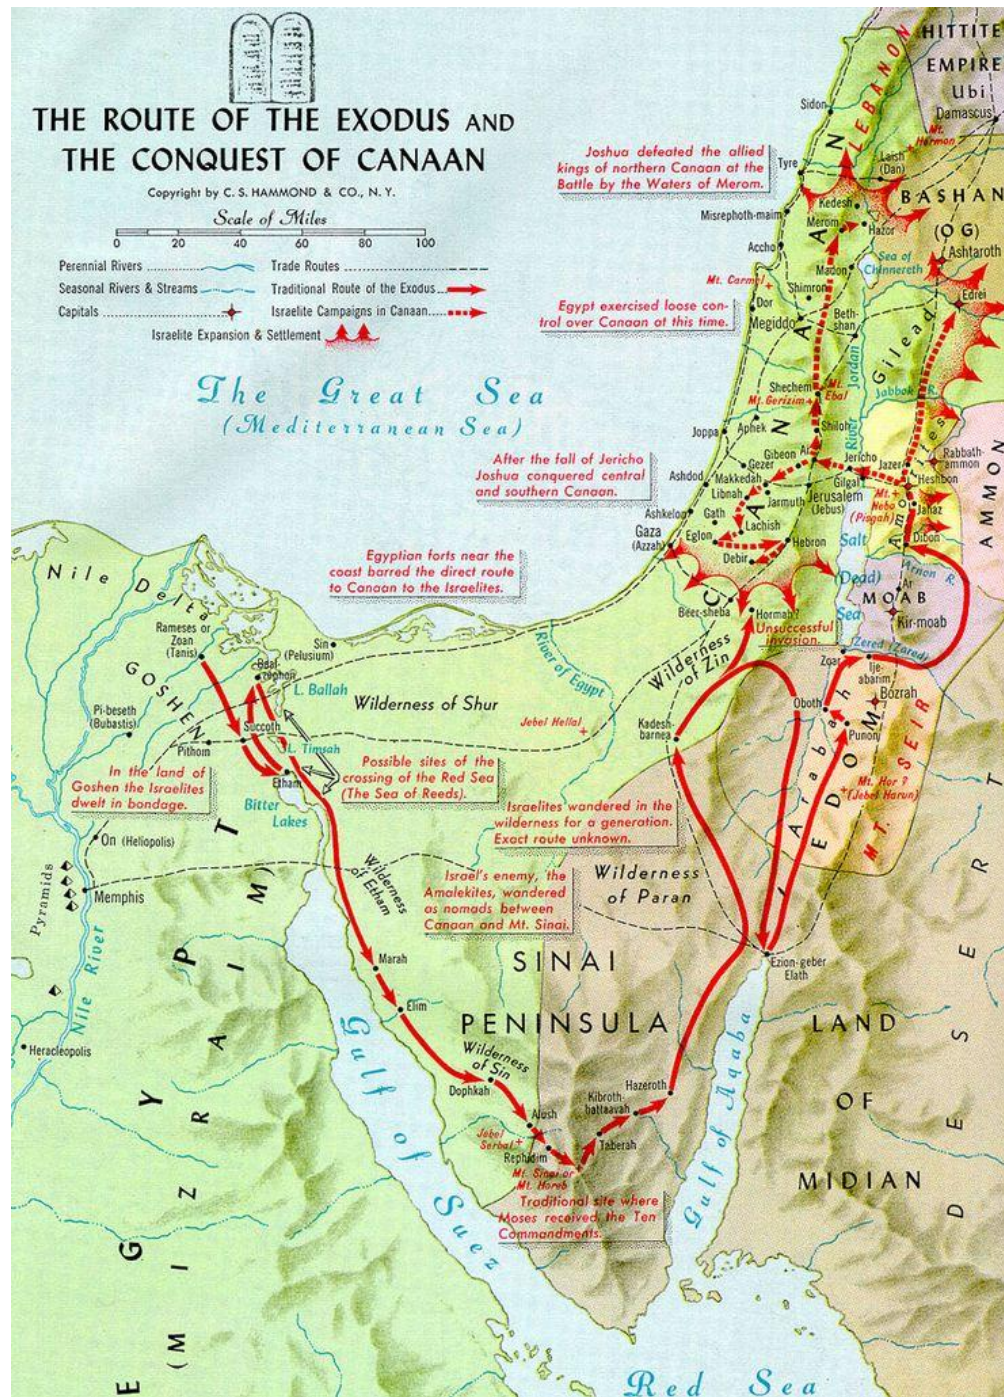 THE ROUTE OF THE EXODUS AND
THE CONQUEST OF CANAAN
Copyright by C. S. HAMMOND & CO., N. Y.
Scale of Miles
0 20 40 60 80 100
Perennial Rivers
Seasonal Rivers & Streams
Capitals
Trade Routes
Traditional Route of the Exodus
Israelite Campaigns in Canaan
Israelite Expansion & Settlement
The Great Sea
(Mediterranean Sea)
HITTITE
EMPIRE
Ubi
Damascus
Mt.
Hermon
LEBANON
Sidon
Tyre
Laish
(Dan)
BASHAN
(OG)
Ashtaroth
Joshua defeated the allied
kings of northern Canaan at the
Battle by the Waters of Merom.
Kedesh
Merom
Hazor
Misrephoth-maim
Accho
Sea of
Chinnereth
Madon
Mt. Carmel
Shimron
Edrei
Dor
Megiddo
Beth-
shan
Egypt exercised loose con-
trol over Canaan at this time.
CANAAN
Gilead
Jordan
River
Jabbok R.
Shechem
Mt.
Ebal
Mt. Gerizim
Joppa
Aphek
Shiloh
Gibeon
Ai
Jericho
Jazer
Rabbath-
ammon
Gezer
Gilgal
Heshbon
AMMON
After the fall of Jericho
Joshua conquered central
and southern Canaan.
Ashdod
Makkedah
Libnah
Jarmuth
Jerusalem
(Jebus)
Mt.
Nebo
(Pisgah)
Jahaz
Amorites
Ashkelon
Gath
Lachish
Gaza
(Azzah)
Eglon
Hebron
Debir
Salt
(Dead)
Sea
Dibon
Arnon R.
Ar
MOAB
Kir-moab
Beer-sheba
Hormah?
Unsuccessful
invasion.
Egyptian forts near the
coast barred the direct route
to Canaan to the Israelites.
Nile Delta
Rameses or
Zoan
(Tanis)
Sin
(Pelusium)
Baal-
zephon
GOSHEN
L. Ballah
Wilderness of Shur
River of Egypt
Wilderness
of Zin
Zoar
Zered (Zared)
Ije-
abarim
Bozrah
Oboth
Punon
Arabah
EDOM
MT. SEIR
Mt. Hor?
(Jebel Harun)
Pi-beseth
(Bubastis)
Pithom
Succoth
L. Timsah
Jebel Hellal
Kadesh-
barnea
In the land of
Goshen the Israelites
dwelt in bondage.
Etham
Bitter
Lakes
Possible sites of the
crossing of the Red Sea
(The Sea of Reeds).
Israelites wandered in the
wilderness for a generation.
Exact route unknown.
On (Heliopolis)
Pyramids
Memphis
Wilderness
of Etham
Israel's enemy, the
Amalekites, wandered
as nomads between
Canaan and Mt. Sinai.
Wilderness
of Paran
Marah
SINAI
PENINSULA
Ezion-geber
Elath
Nile River
Elim
Heracleopolis
Gulf of Suez
Wilderness
of Sin
Dophkah
Hazeroth
Kibroth-
hattaavah
Alush
Jebel
Serbal
Rephidim
Taberah
Mt. Sinai or
Mt. Horeb
Traditional site where
Moses received the Ten
Commandments.
Gulf of Aqaba
LAND
OF
MIDIAN
DESERT
EGYPT
(MIZRAIM)
Red Sea